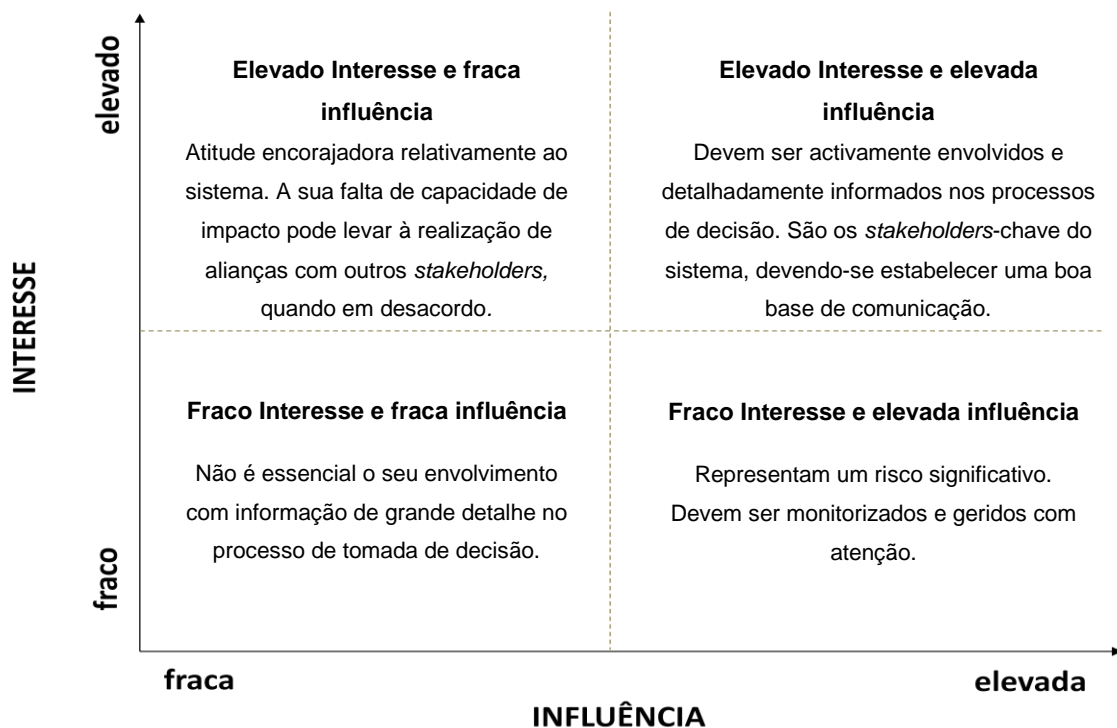 INTERESSE
elevado
fraco
Elevado Interesse e fraca
influência
Atitude encorajadora relativamente ao
sistema. A sua falta de capacidade de
impacto pode levar à realização de
alianças com outros stakeholders,
quando em desacordo.
Elevado Interesse e elevada
influência
Devem ser activamente envolvidos e
detalhadamente informados nos processos
de decisão. São os stakeholders-chave do
sistema, devendo-se estabelecer uma boa
base de comunicação.
Fraco Interesse e fraca influência
Não é essencial o seu envolvimento
com informação de grande detalhe no
processo de tomada de decisão.
Fraco Interesse e elevada influência
Representam um risco significativo.
Devem ser monitorizados e geridos com
atenção.
fraca
elevada
INFLUÊNCIA